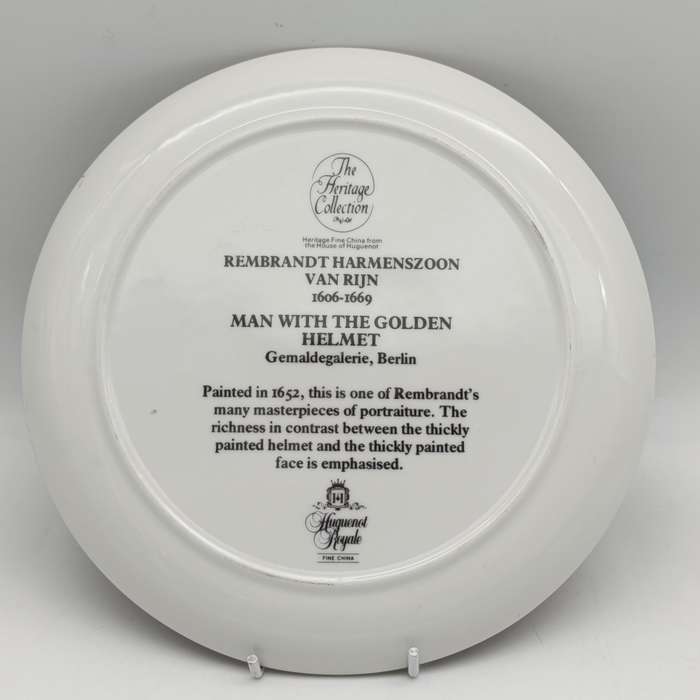 The
Heritage
Collection
Heritage Fine China from
the House of Huguenot
REMBRANDT HARMENSZOON
VAN RIJN
1606-1669
MAN WITH THE GOLDEN
HELMET
Gemaldegalerie, Berlin
Painted in 1652, this is one of Rembrandt's
many masterpieces of portraiture. The
richness in contrast between the thickly
painted helmet and the thickly painted
face is emphasised.
Huguenot
Royale
FINE CHINA